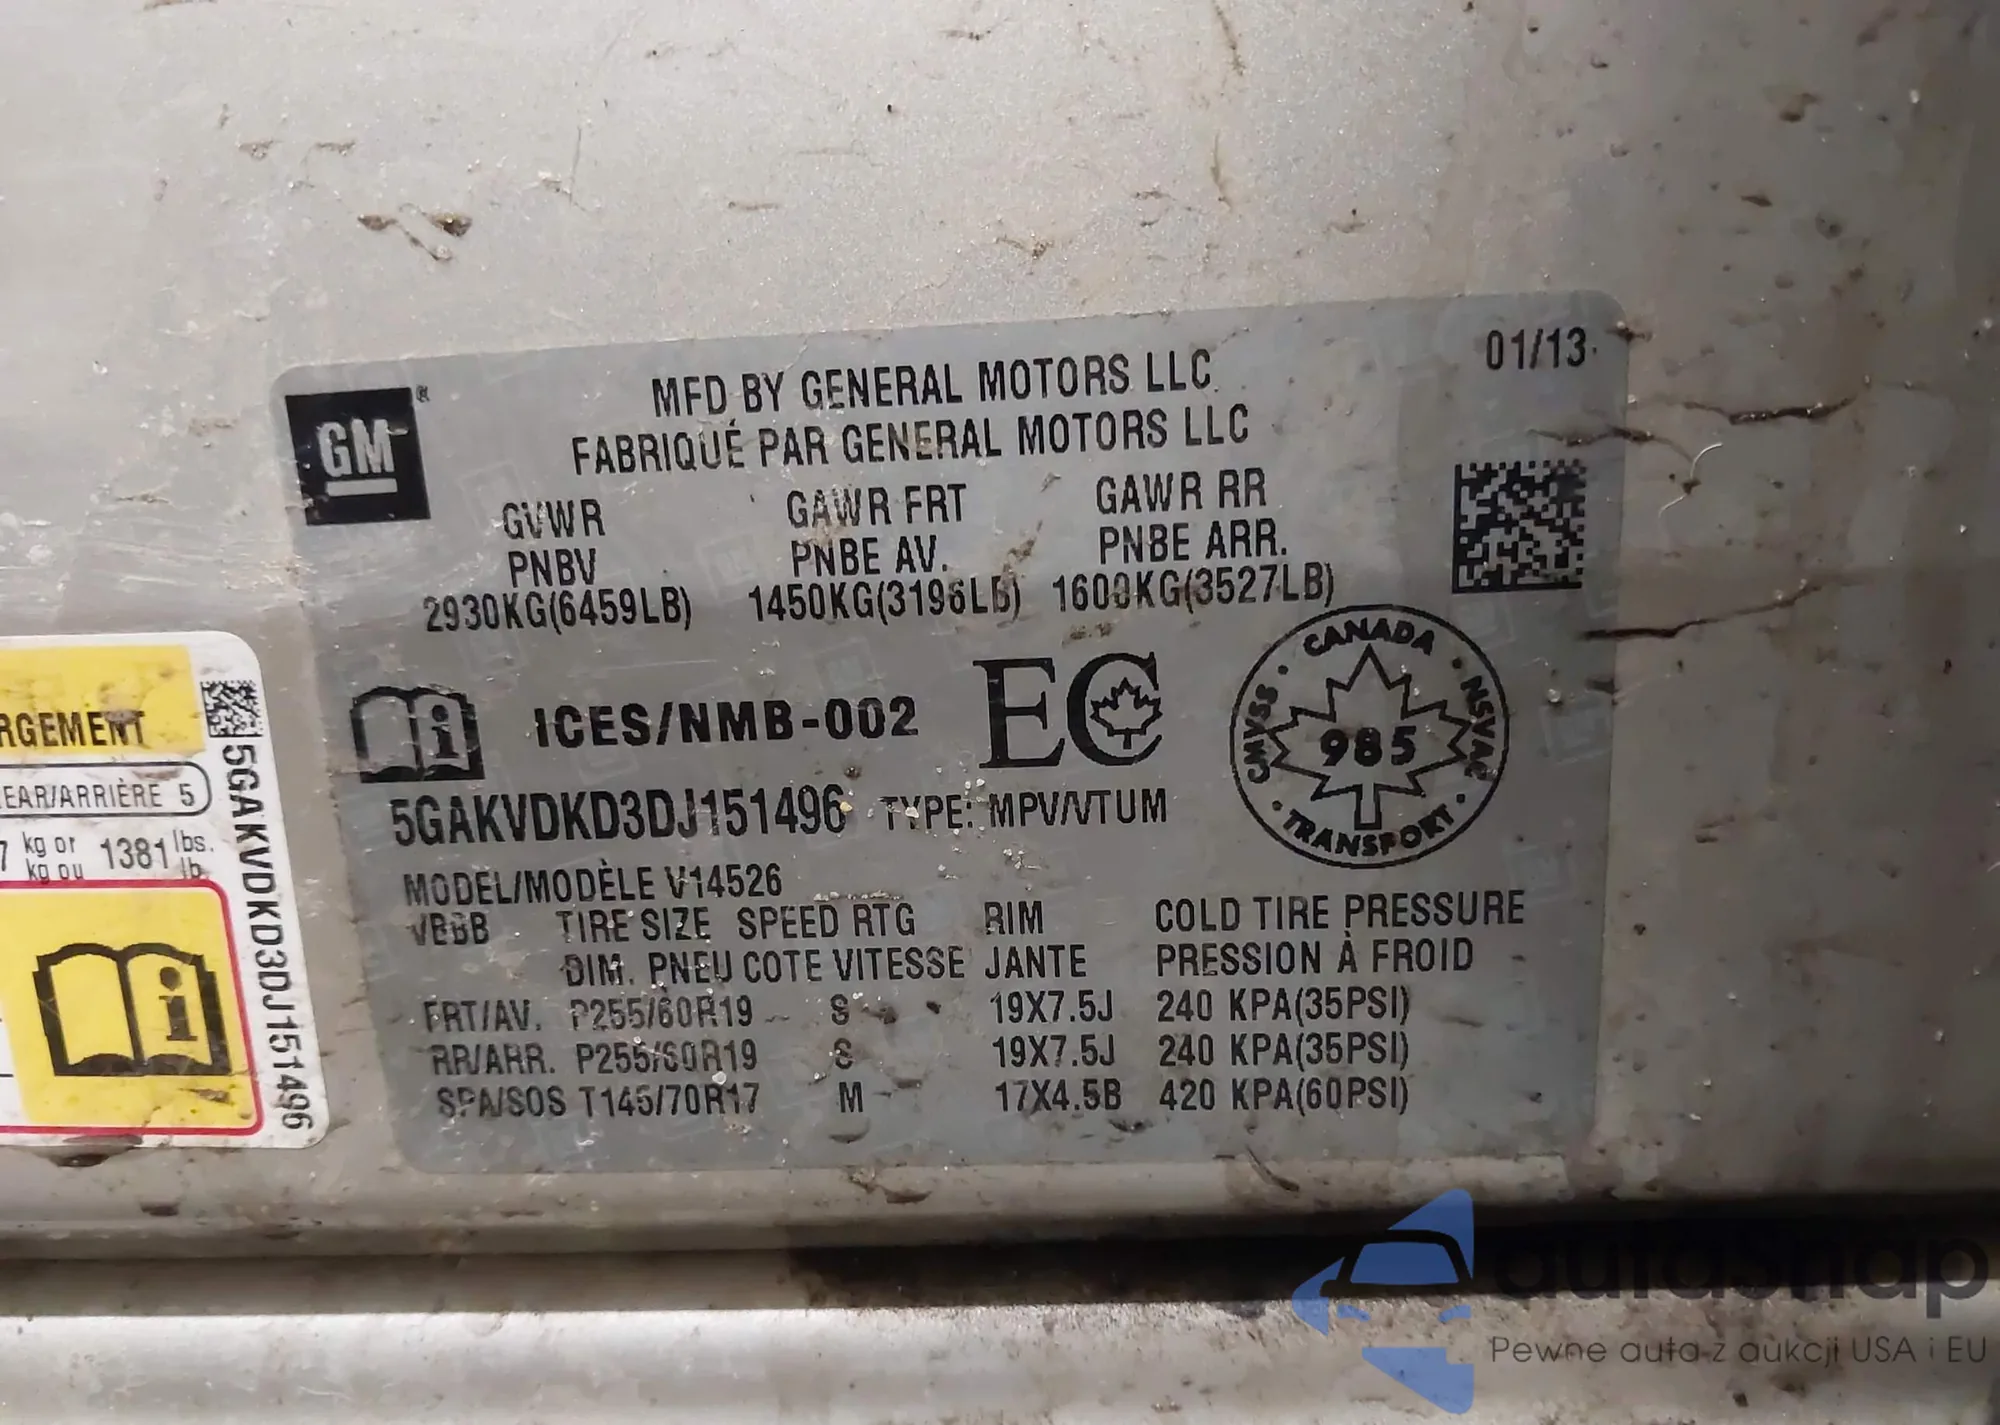 01/13
GM®
MFD BY GENERAL MOTORS LLC
FABRIQUÉ PAR GENERAL MOTORS LLC
GVWR GAWR FRT GAWR RR
PNBV PNBE AV. PNBE ARR.
2930KG(6459LB) 1450KG(3196LB) 1600KG(3527LB)
ICES/NMB-002 EC
CANADA
CMVSS 985 NSVAC
TRANSPORT
5GAKVDKD3DJ151496 TYPE: MPV/VTUM
MODEL/MODÈLE V14526
VBBB TIRE SIZE SPEED RTG RIM COLD TIRE PRESSURE
DIM. PNEU COTE VITESSE JANTE PRESSION À FROID
FRT/AV. P255/60R19 S 19X7.5J 240 KPA(35PSI)
RR/ARR. P255/60R19 S 19X7.5J 240 KPA(35PSI)
SPA/SOS T145/70R17 M 17X4.5B 420 KPA(60PSI)
RGEMENT
EAR/ARRIÈRE 5
7 kg or 1381 lbs.
kg ou lb.
5GAKVDKD3DJ151496
autosnap
Pewne auta z aukcji USA i EU